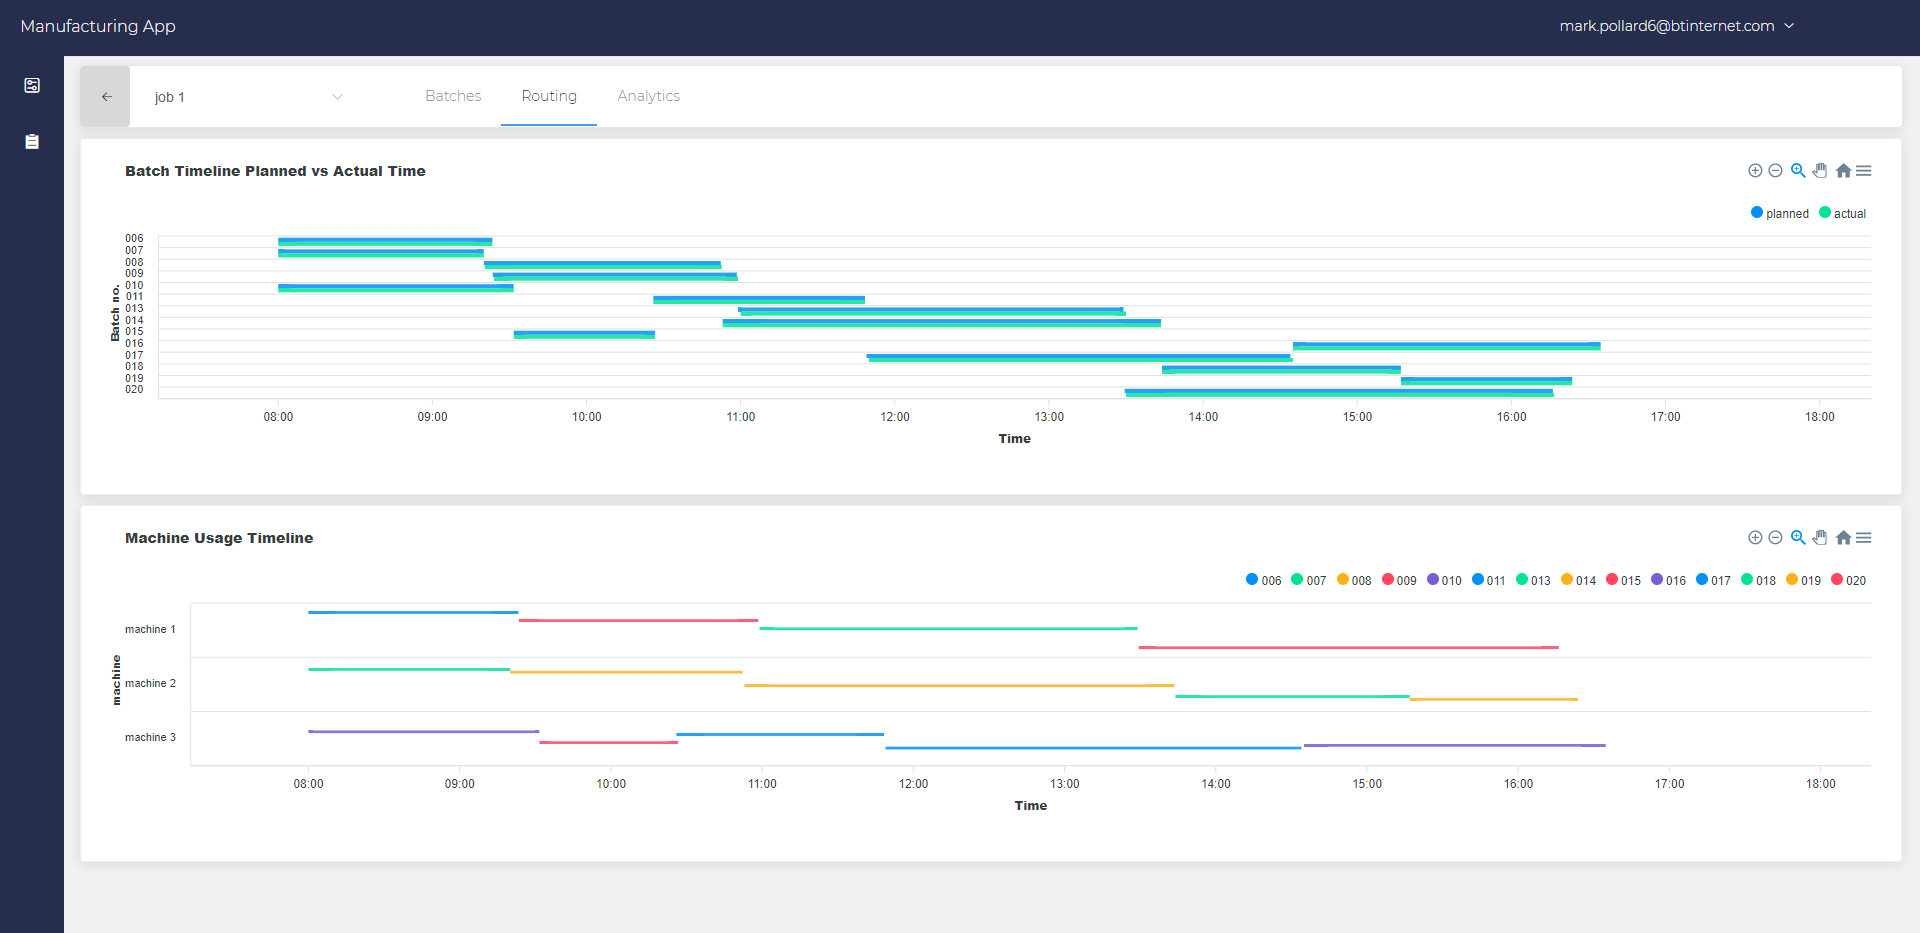 Manufacturing App
mark.pollard6@btinternet.com
job 1
Batches Routing Analytics
Batch Timeline Planned vs Actual Time
planned actual
Batch no.
006
007
008
009
010
011
013
014
015
016
017
018
019
020
08:00 09:00 10:00 11:00 12:00 13:00 14:00 15:00 16:00 17:00 18:00
Time
Machine Usage Timeline
006 007 008 009 010 011 013 014 015 016 017 018 019 020
machine
machine 1
machine 2
machine 3
08:00 09:00 10:00 11:00 12:00 13:00 14:00 15:00 16:00 17:00 18:00
Time